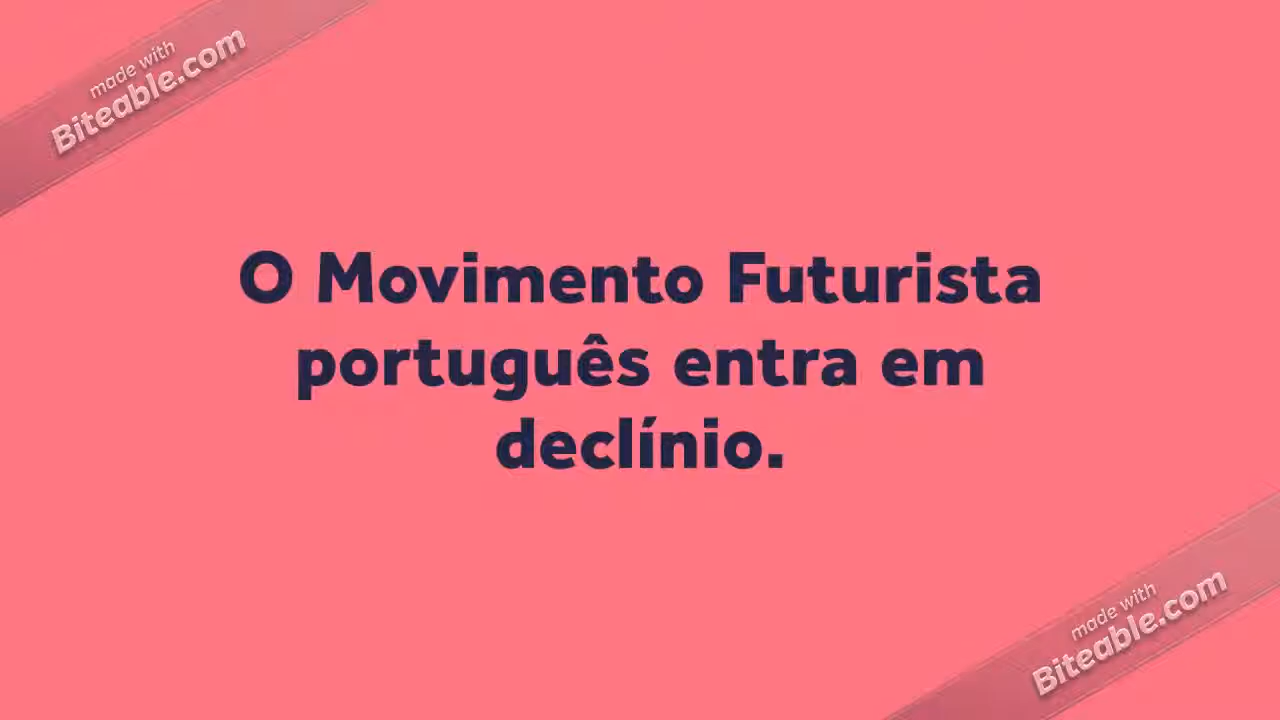 made with
Biteable.com
O Movimento Futurista
português entra em
declínio.
made with
Biteable.com